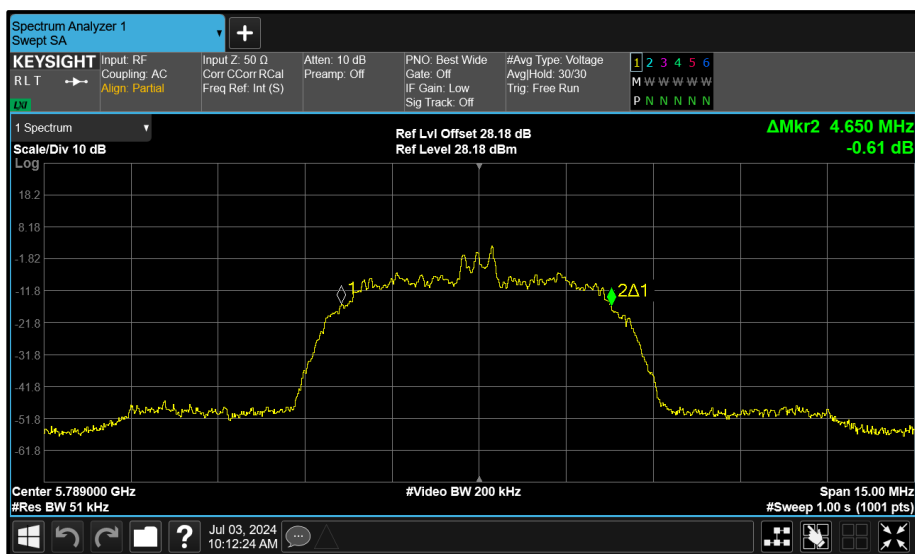 Spectrum Analyzer 1
Swept SA
KEYSIGHT
RLT
LXI
Input: RF
Coupling: AC
Align: Partial
Input Z: 50 Ω
Corr CCorr RCal
Freq Ref: Int (S)
Atten: 10 dB
Preamp: Off
PNO: Best Wide
Gate: Off
IF Gain: Low
Sig Track: Off
#Avg Type: Voltage
Avg|Hold: 30/30
Trig: Free Run
1 2 3 4 5 6
M W W W W W
P N N N N N
1 Spectrum
Scale/Div 10 dB
Ref Lvl Offset 28.18 dB
Ref Level 28.18 dBm
ΔMkr2 4.650 MHz
-0.61 dB
Log
18.2
8.18
-1.82
-11.8
-21.8
-31.8
-41.8
-51.8
-61.8
1
2Δ1
Center 5.789000 GHz
#Res BW 51 kHz
#Video BW 200 kHz
Span 15.00 MHz
#Sweep 1.00 s (1001 pts)
?
Jul 03, 2024
10:12:24 AM